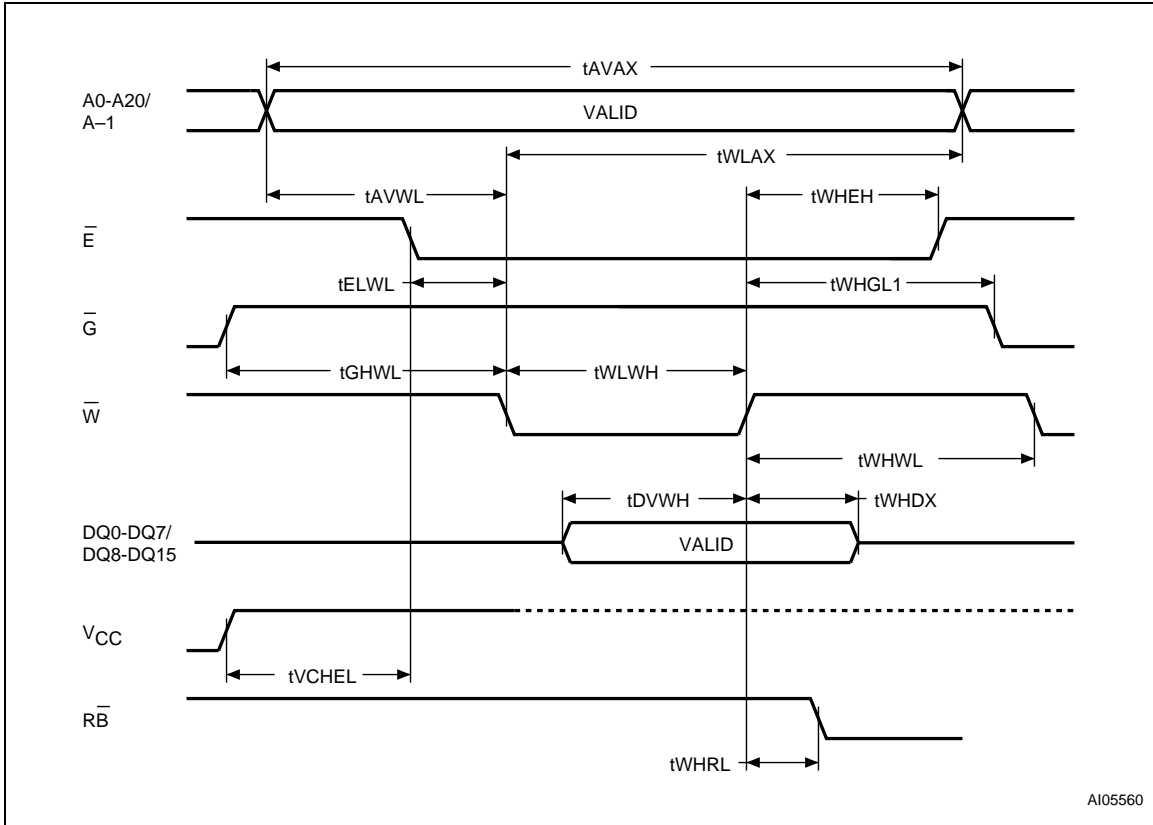 tAVAX
A0-A20/
A–1
VALID
tWLAX
tAVWL
tWHEH
E̅
tELWL
tWHGL1
G̅
tGHWL
tWLWH
W̅
tWHWL
tDVWH
tWHDX
DQ0-DQ7/
DQ8-DQ15
VALID
VCC
tVCHEL
RB̅
tWHRL
AI05560